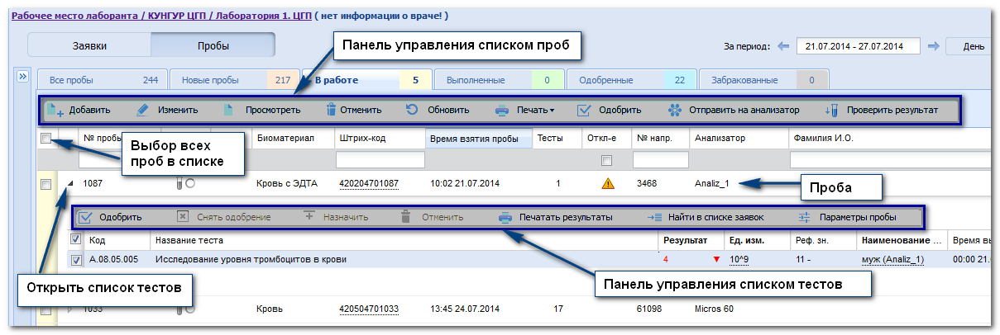 Рабочее место лаборанта / КУНГУР ЦГП / Лаборатория 1. ЦГП ( нет информации о враче! )
Заявки Пробы Панель управления списком проб За период: 21.07.2014 - 27.07.2014 День
Все пробы 244 Новые пробы 217 В работе 5 Выполненные 0 Одобренные 22 Забракованные 0
Добавить Изменить Просмотреть Отменить Обновить Печать Одобрить Отправить на анализатор Проверить результат
№ пробы Биоматериал Штрих-код Время взятия пробы Тесты Откл-е № напр. Анализатор Фамилия И.О.
Выбор всех
проб в списке
1087 Кровь с ЭДТА 420204701087 10:02 21.07.2014 1 3468 Analiz_1 Проба
Одобрить Снять одобрение Назначить Отменить Печатать результаты Найти в списке заявок Параметры пробы
Код Название теста Результат Ед. изм. Реф. зн. Наименование ... Время вы
A.08.05.005 Исследование уровня тромбоцитов в крови 4 10^9 11 - муж (Analiz_1) 00:00 21.
Открыть список тестов Панель управления списком тестов
1033 Кровь 420504701033 13:45 24.07.2014 17 61098 Micros 60